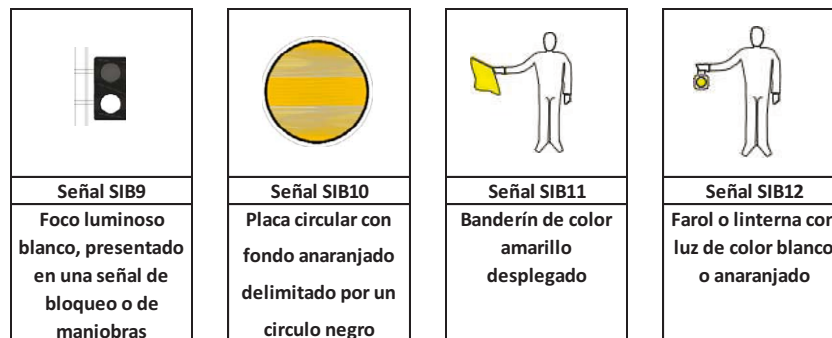 Señal SIB9
Foco luminoso
blanco, presentado
en una señal de
bloqueo o de
maniobras
Señal SIB10
Placa circular con
fondo anaranjado
delimitado por un
circulo negro
Señal SIB11
Banderín de color
amarillo
desplegado
Señal SIB12
Farol o linterna con
luz de color blanco
o anaranjado